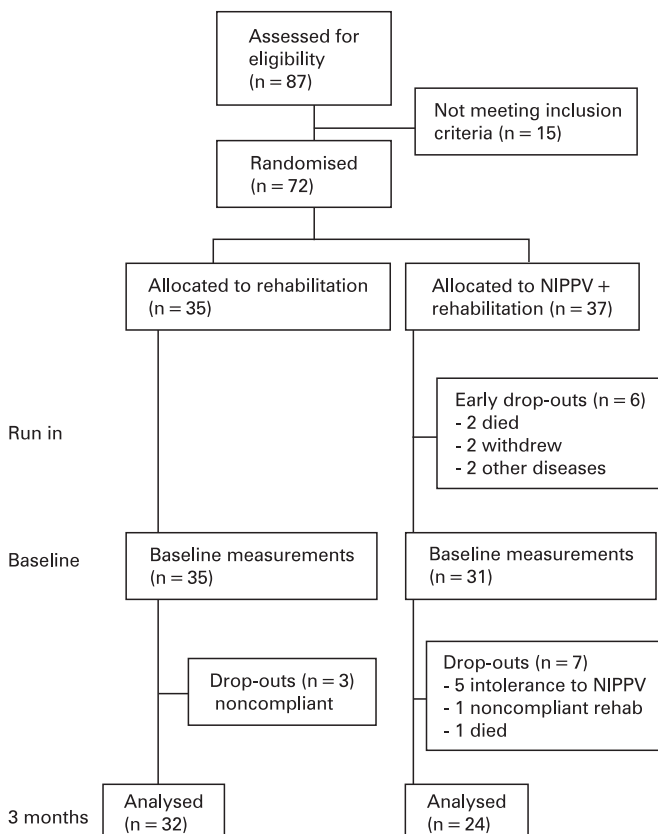 Assessed for
eligibility
(n = 87)
Not meeting inclusion
criteria (n = 15)
Randomised
(n = 72)
Allocated to rehabilitation
(n = 35)
Allocated to NIPPV +
rehabilitation (n = 37)
Run in
Early drop-outs (n = 6)
- 2 died
- 2 withdrew
- 2 other diseases
Baseline
Baseline measurements
(n = 35)
Baseline measurements
(n = 31)
Drop-outs (n = 3)
noncompliant
Drop-outs (n = 7)
- 5 intolerance to NIPPV
- 1 noncompliant rehab
- 1 died
3 months
Analysed
(n = 32)
Analysed
(n = 24)